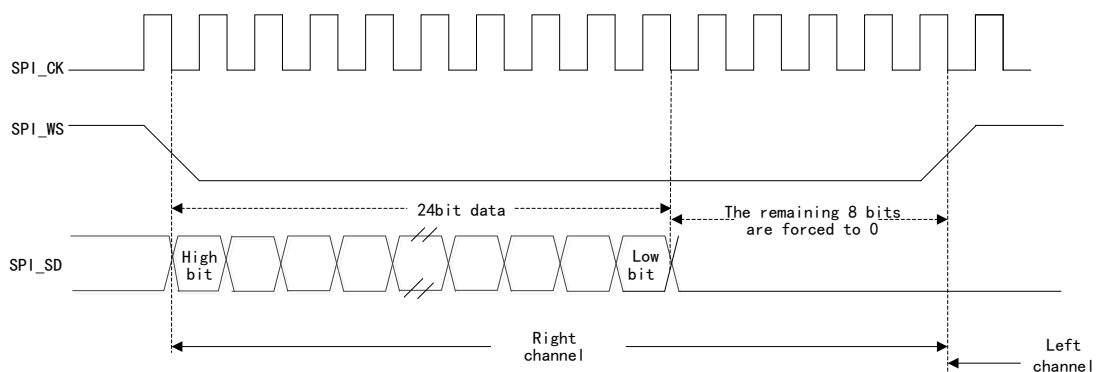 SPI_CK
SPI_WS
24bit data
The remaining 8 bits
are forced to 0
SPI_SD
High
bit
Low
bit
Right
channel
Left
channel